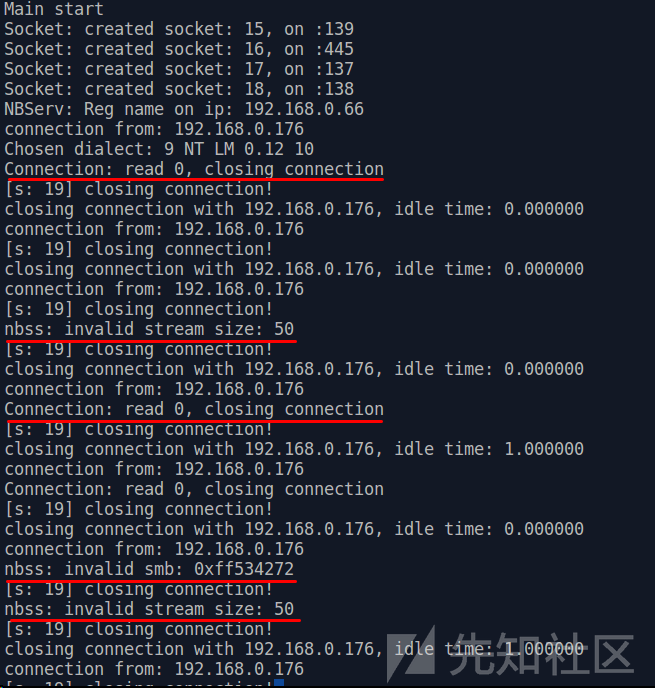 Main start
Socket: created socket: 15, on :139
Socket: created socket: 16, on :445
Socket: created socket: 17, on :137
Socket: created socket: 18, on :138
NBServ: Reg name on ip: 192.168.0.66
connection from: 192.168.0.176
Chosen dialect: 9 NT LM 0.12 10
Connection: read 0, closing connection
[s: 19] closing connection!
closing connection with 192.168.0.176, idle time: 0.000000
connection from: 192.168.0.176
[s: 19] closing connection!
closing connection with 192.168.0.176, idle time: 0.000000
connection from: 192.168.0.176
[s: 19] closing connection!
nbss: invalid stream size: 50
[s: 19] closing connection!
closing connection with 192.168.0.176, idle time: 0.000000
connection from: 192.168.0.176
Connection: read 0, closing connection
[s: 19] closing connection!
closing connection with 192.168.0.176, idle time: 1.000000
connection from: 192.168.0.176
Connection: read 0, closing connection
[s: 19] closing connection!
closing connection with 192.168.0.176, idle time: 0.000000
connection from: 192.168.0.176
nbss: invalid smb: 0xff534272
[s: 19] closing connection!
nbss: invalid stream size: 50
[s: 19] closing connection!
closing connection with 192.168.0.176, idle time: 1.000000
connection from: 192.168.0.176
[s: 19] closing connection!
先知社区